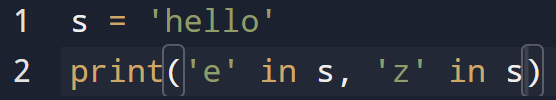 1 s = 'hello'
2 print('e' in s, 'z' in s)